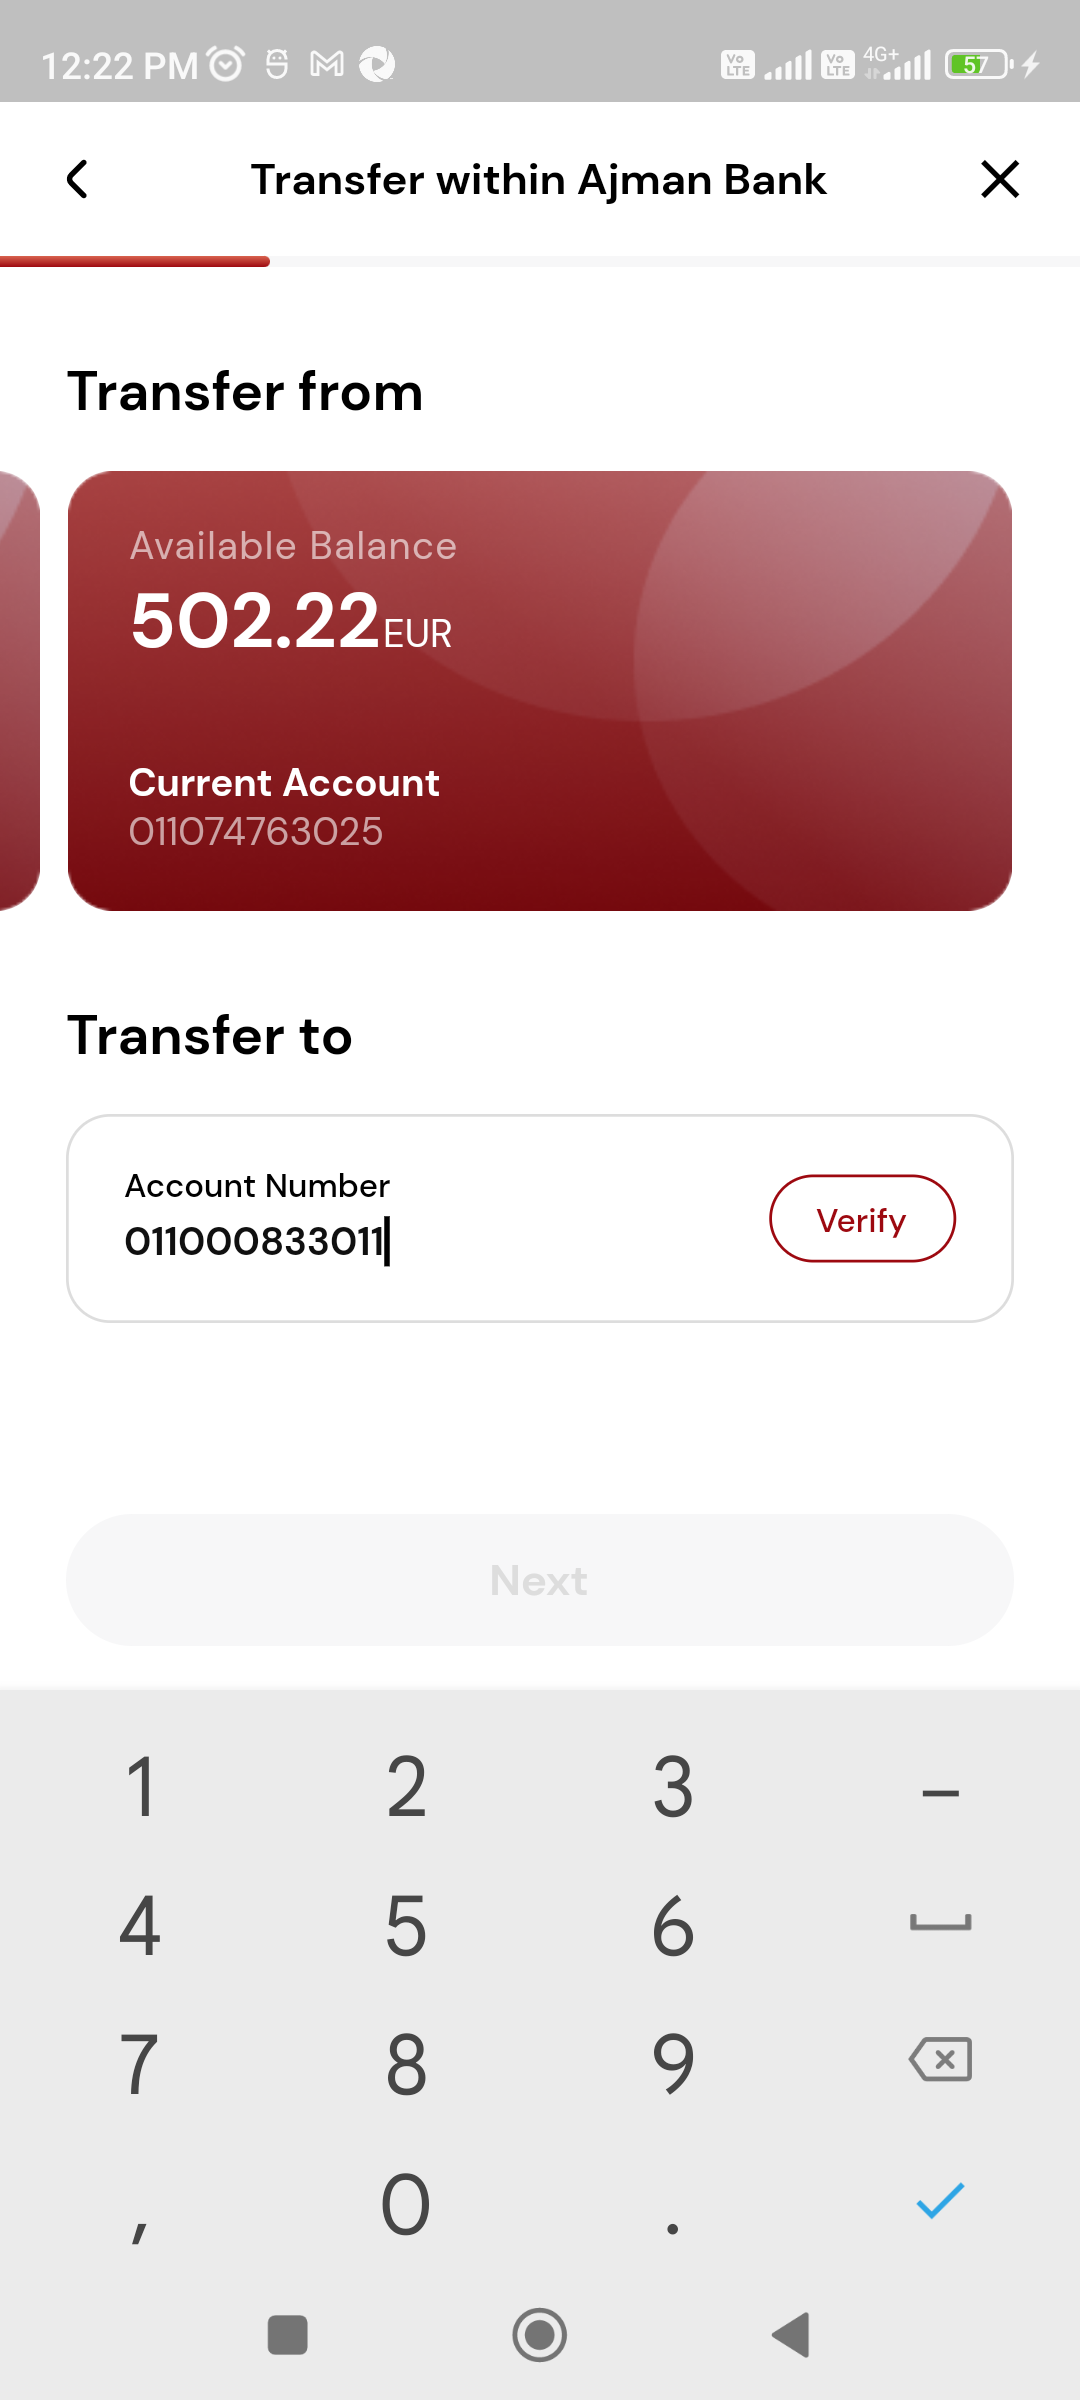 12:22 PM
Vo LTE Vo LTE 4G+ 57
Transfer within Ajman Bank
Transfer from
Available Balance
502.22 EUR
Current Account
011074763025
Transfer to
Account Number
011000833011
Verify
Next
1 2 3 –
4 5 6
7 8 9
, 0 .